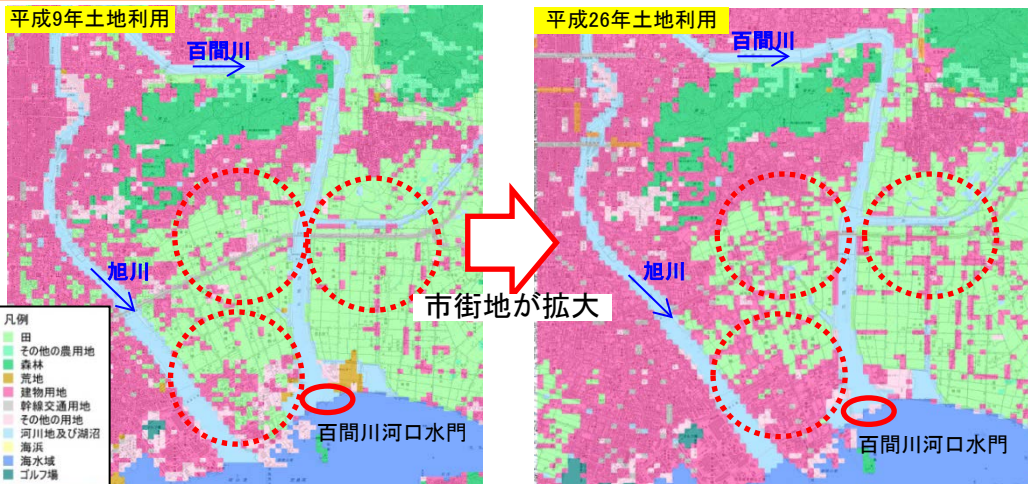 平成9年土地利用
百間川
旭川
凡例
田
その他の農用地
森林
荒地
建物用地
幹線交通用地
その他の用地
河川地及び湖沼
海浜
海水域
ゴルフ場
百間川河口水門
市街地が拡大
平成26年土地利用
百間川
旭川
百間川河口水門